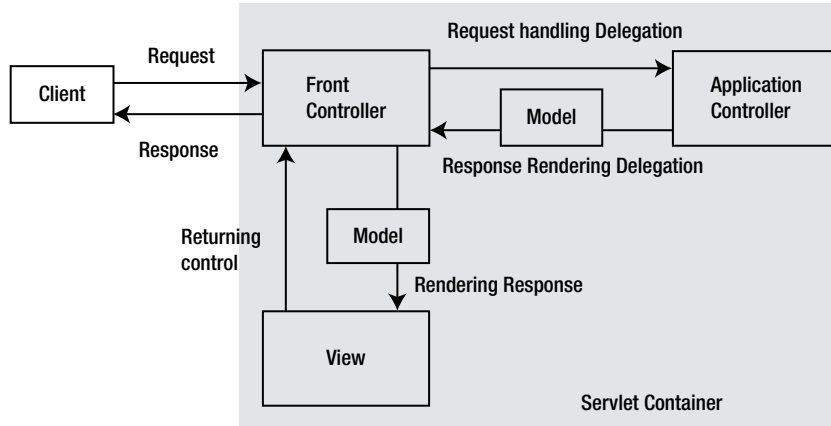 Request handling Delegation
Request
Client
Front
Controller
Application
Controller
Model
Response
Response Rendering Delegation
Returning
control
Model
Rendering Response
View
Servlet Container